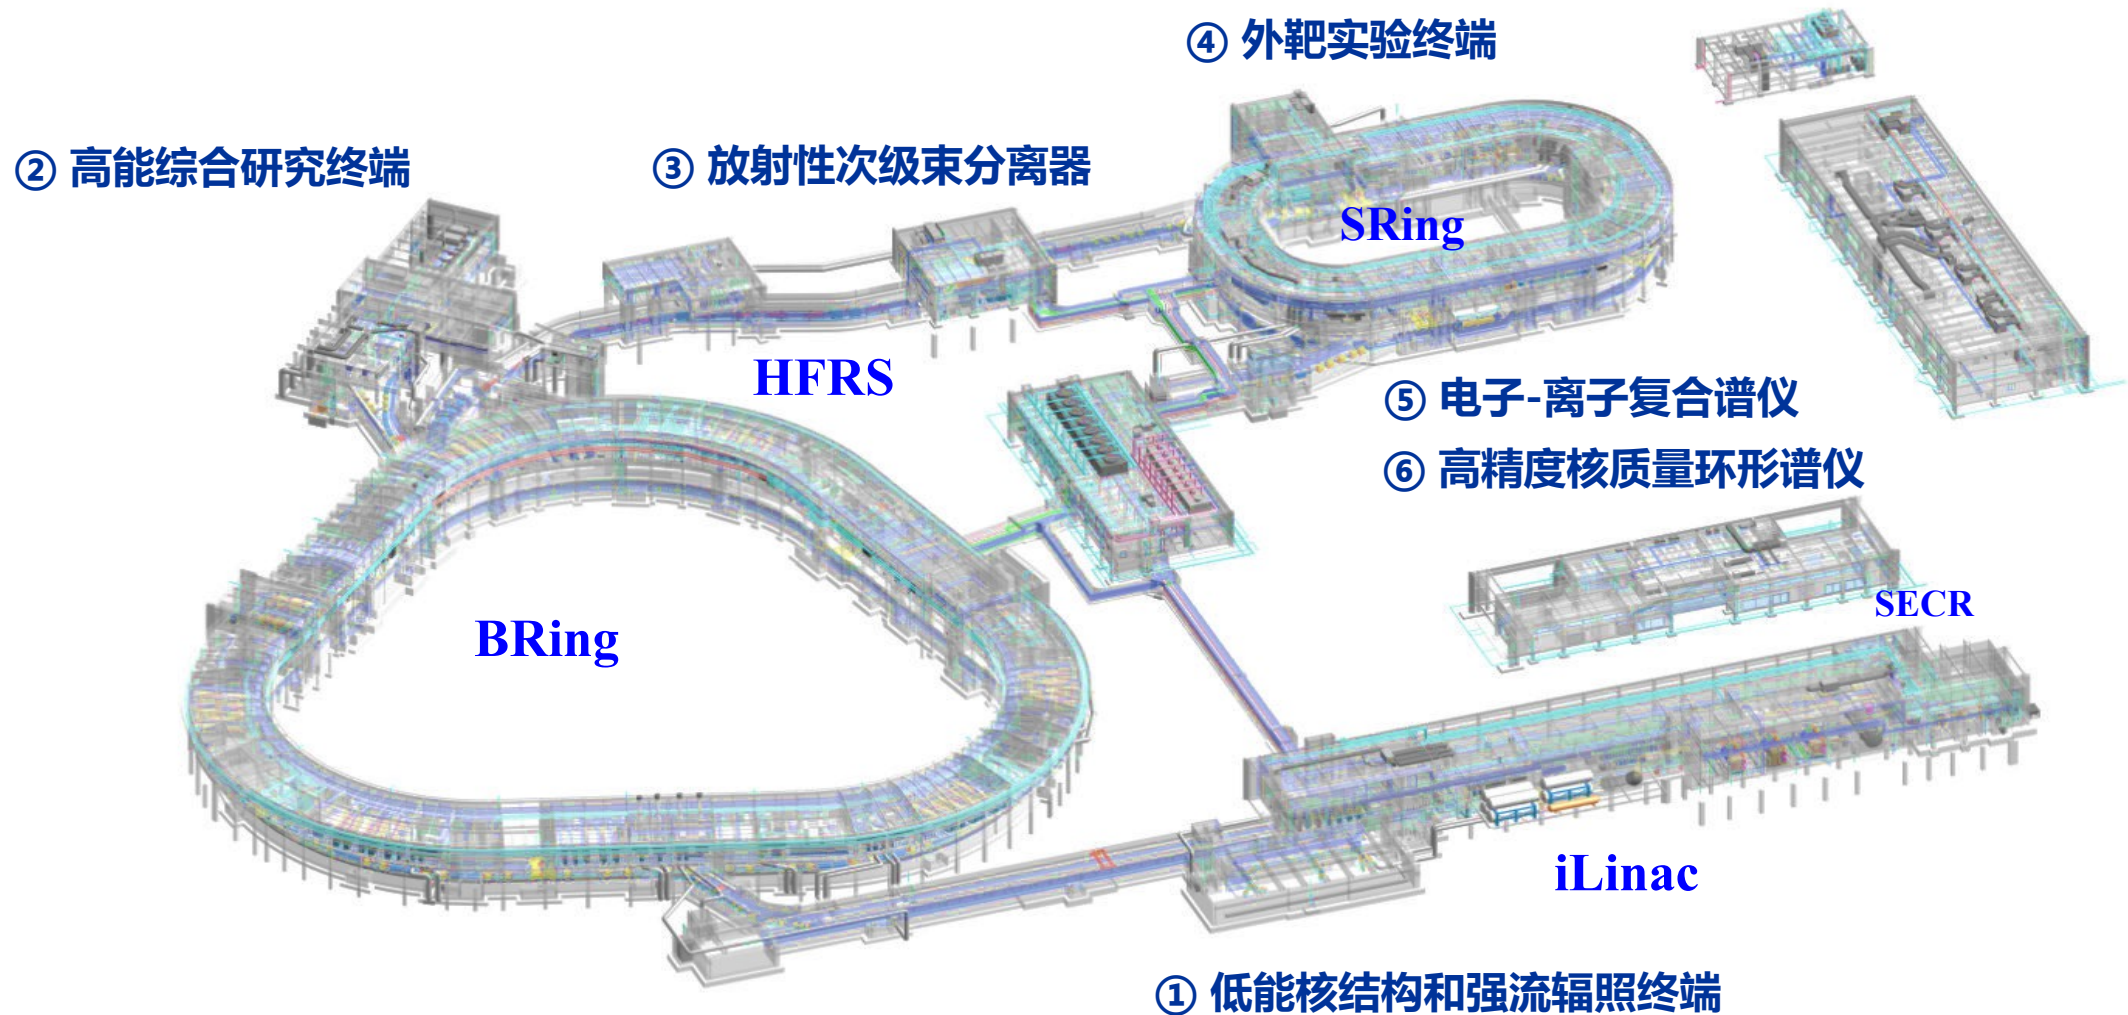 ④ 外靶实验终端
② 高能综合研究终端
③ 放射性次级束分离器
SRing
HFRS
⑤ 电子-离子复合谱仪
⑥ 高精度核质量环形谱仪
SECR
BRing
iLinac
① 低能核结构和强流辐照终端